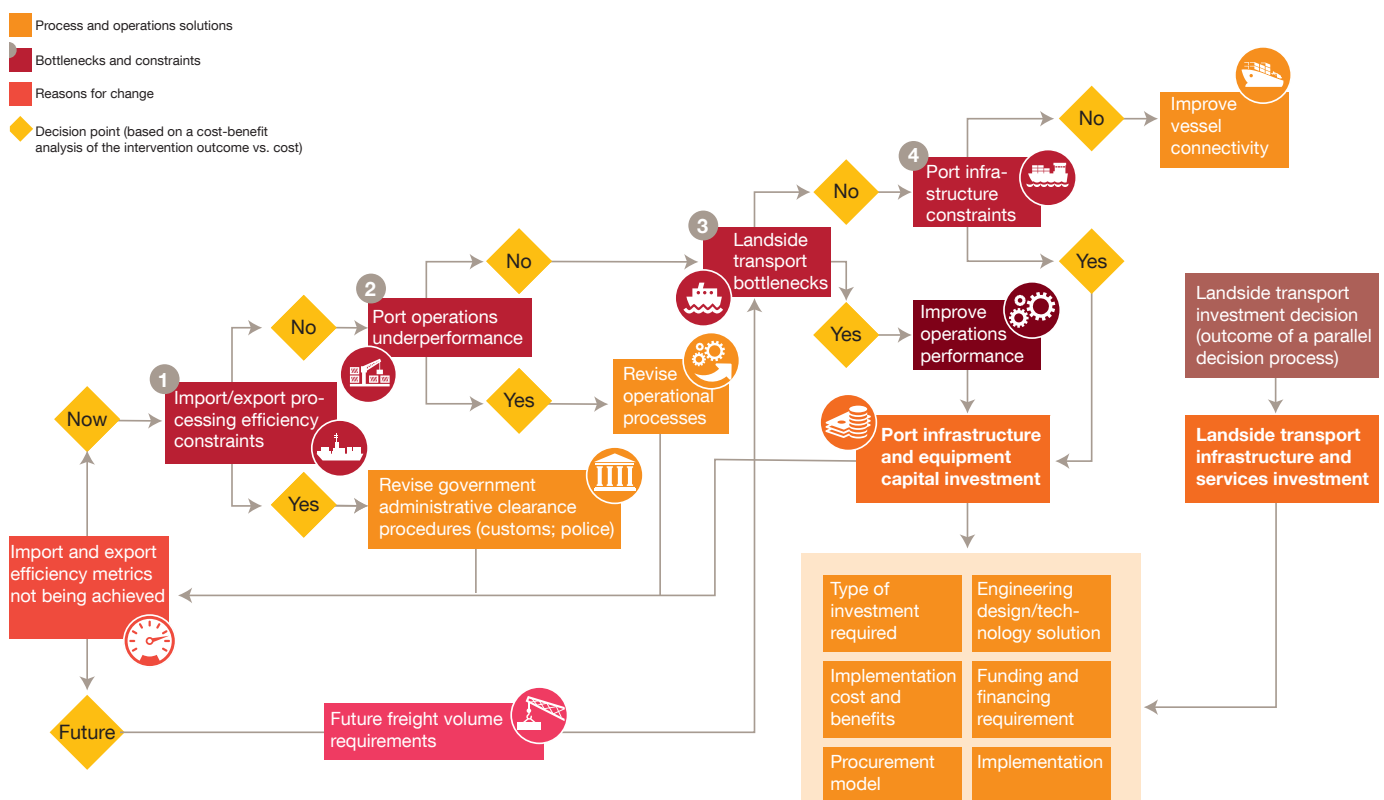 Process and operations solutions
Bottlenecks and constraints
Reasons for change
Decision point (based on a cost-benefit
analysis of the intervention outcome vs. cost)
No
Improve
vessel
connectivity
4
Port infra-
structure
constraints
No
Yes
3
Landside
transport
bottlenecks
No
2
Port operations
underperformance
No
Yes
Improve
operations
performance
Landside transport
investment decision
(outcome of a parallel
decision process)
1
Import/export pro-
cessing efficiency
constraints
Now
Yes
Revise
operational
processes
Port infrastructure
and equipment
capital investment
Landside transport
infrastructure and
services investment
Yes
Revise government
administrative clearance
procedures (customs; police)
Import and export
efficiency metrics
not being achieved
Future
Future freight volume
requirements
Type of
investment
required
Engineering
design/tech-
nology solution
Implementation
cost and
benefits
Funding and
financing
requirement
Procurement
model
Implementation